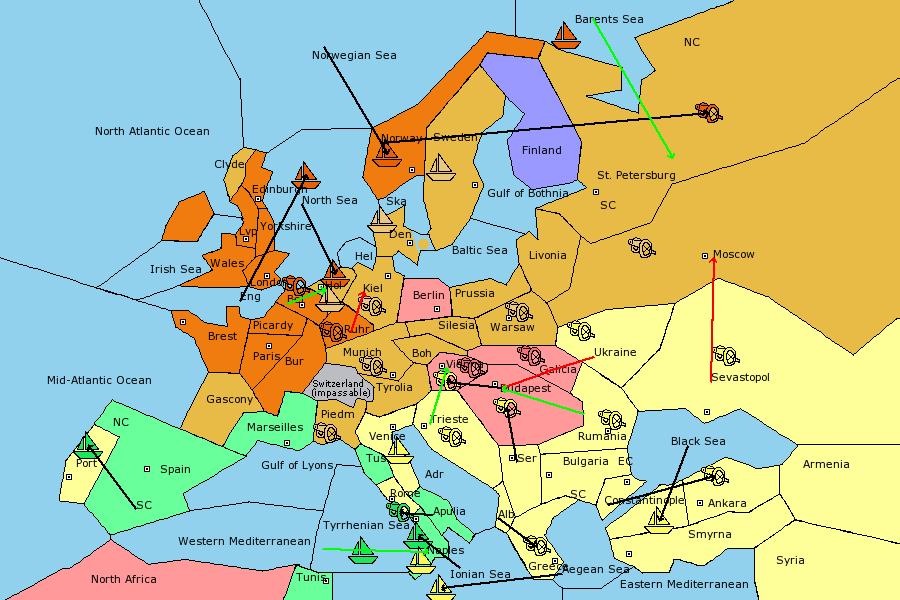 Barents Sea
NC
Norwegian Sea
North Atlantic Ocean
Norway
Sweden
Finland
Clyde
St. Petersburg
Edinburgh
Gulf of Bothnia
North Sea
Ska
SC
Lvp
Yorkshire
Den
Baltic Sea
Hel
Livonia
Moscow
Wales
Irish Sea
London
Hol
Kiel
Berlin
Prussia
Eng
Brest
Picardy
Ruhr
Silesia
Warsaw
Paris
Bur
Munich
Boh
Vienna
Galicia
Ukraine
Mid-Atlantic Ocean
Switzerland
(impassable)
Tyrolia
Budapest
Sevastopol
Gascony
Piedm
NC
Marseilles
Venice
Trieste
Rumania
Black Sea
Port
Spain
Gulf of Lyons
Tus
Ser
Bulgaria
EC
Armenia
Adr
SC
Rome
Constantinople
Ankara
SC
Tyrrhenian Sea
Apulia
Alb
Smyrna
Western Mediterranean
Naples
Greece
Aegean Sea
Syria
North Africa
Tunis
Ionian Sea
Eastern Mediterranean